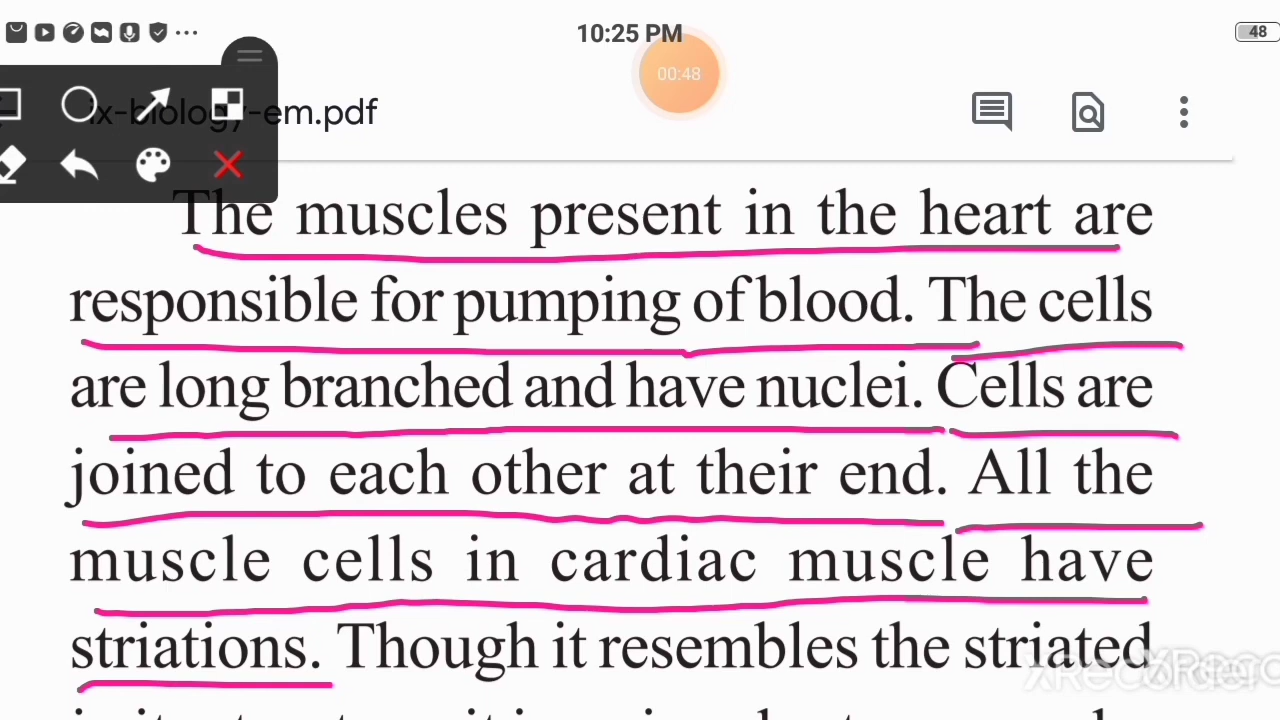 10:25 PM
48
00:48
ix-biology-em.pdf
The muscles present in the heart are
responsible for pumping of blood. The cells
are long branched and have nuclei. Cells are
joined to each other at their end. All the
muscle cells in cardiac muscle have
striations. Though it resembles the striated
XRecorder